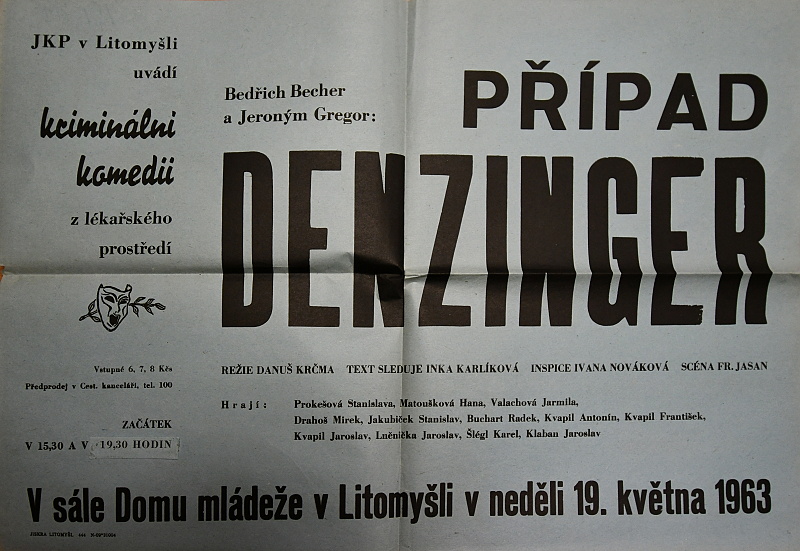 JKP v Litomyšli
uvádí
kriminální
komedii
z lékařského
prostředí
Vstupné 6, 7, 8 Kčs
Předprodej v Cest. kanceláři, tel. 100
ZAČÁTEK
V 15,30 A V 19,30 HODIN
Bedřich Becher
a Jeroným Gregor:
PŘÍPAD
DENZINGER
REŽIE DANUŠ KRČMA TEXT SLEDUJE INKA KARLÍKOVÁ INSPICE IVANA NOVÁKOVÁ SCÉNA FR. JASAN
Hrají: Prokešová Stanislava, Matoušková Hana, Valachová Jarmila,
Drahoš Mirek, Jakubíček Stanislav, Buchart Radek, Kvapil Antonín, Kvapil František,
Kvapil Jaroslav, Lněnička Jaroslav, Šlégl Karel, Klaban Jaroslav
V sále Domu mládeže v Litomyšli v neděli 19. května 1963
JISKRA LITOMYŠL